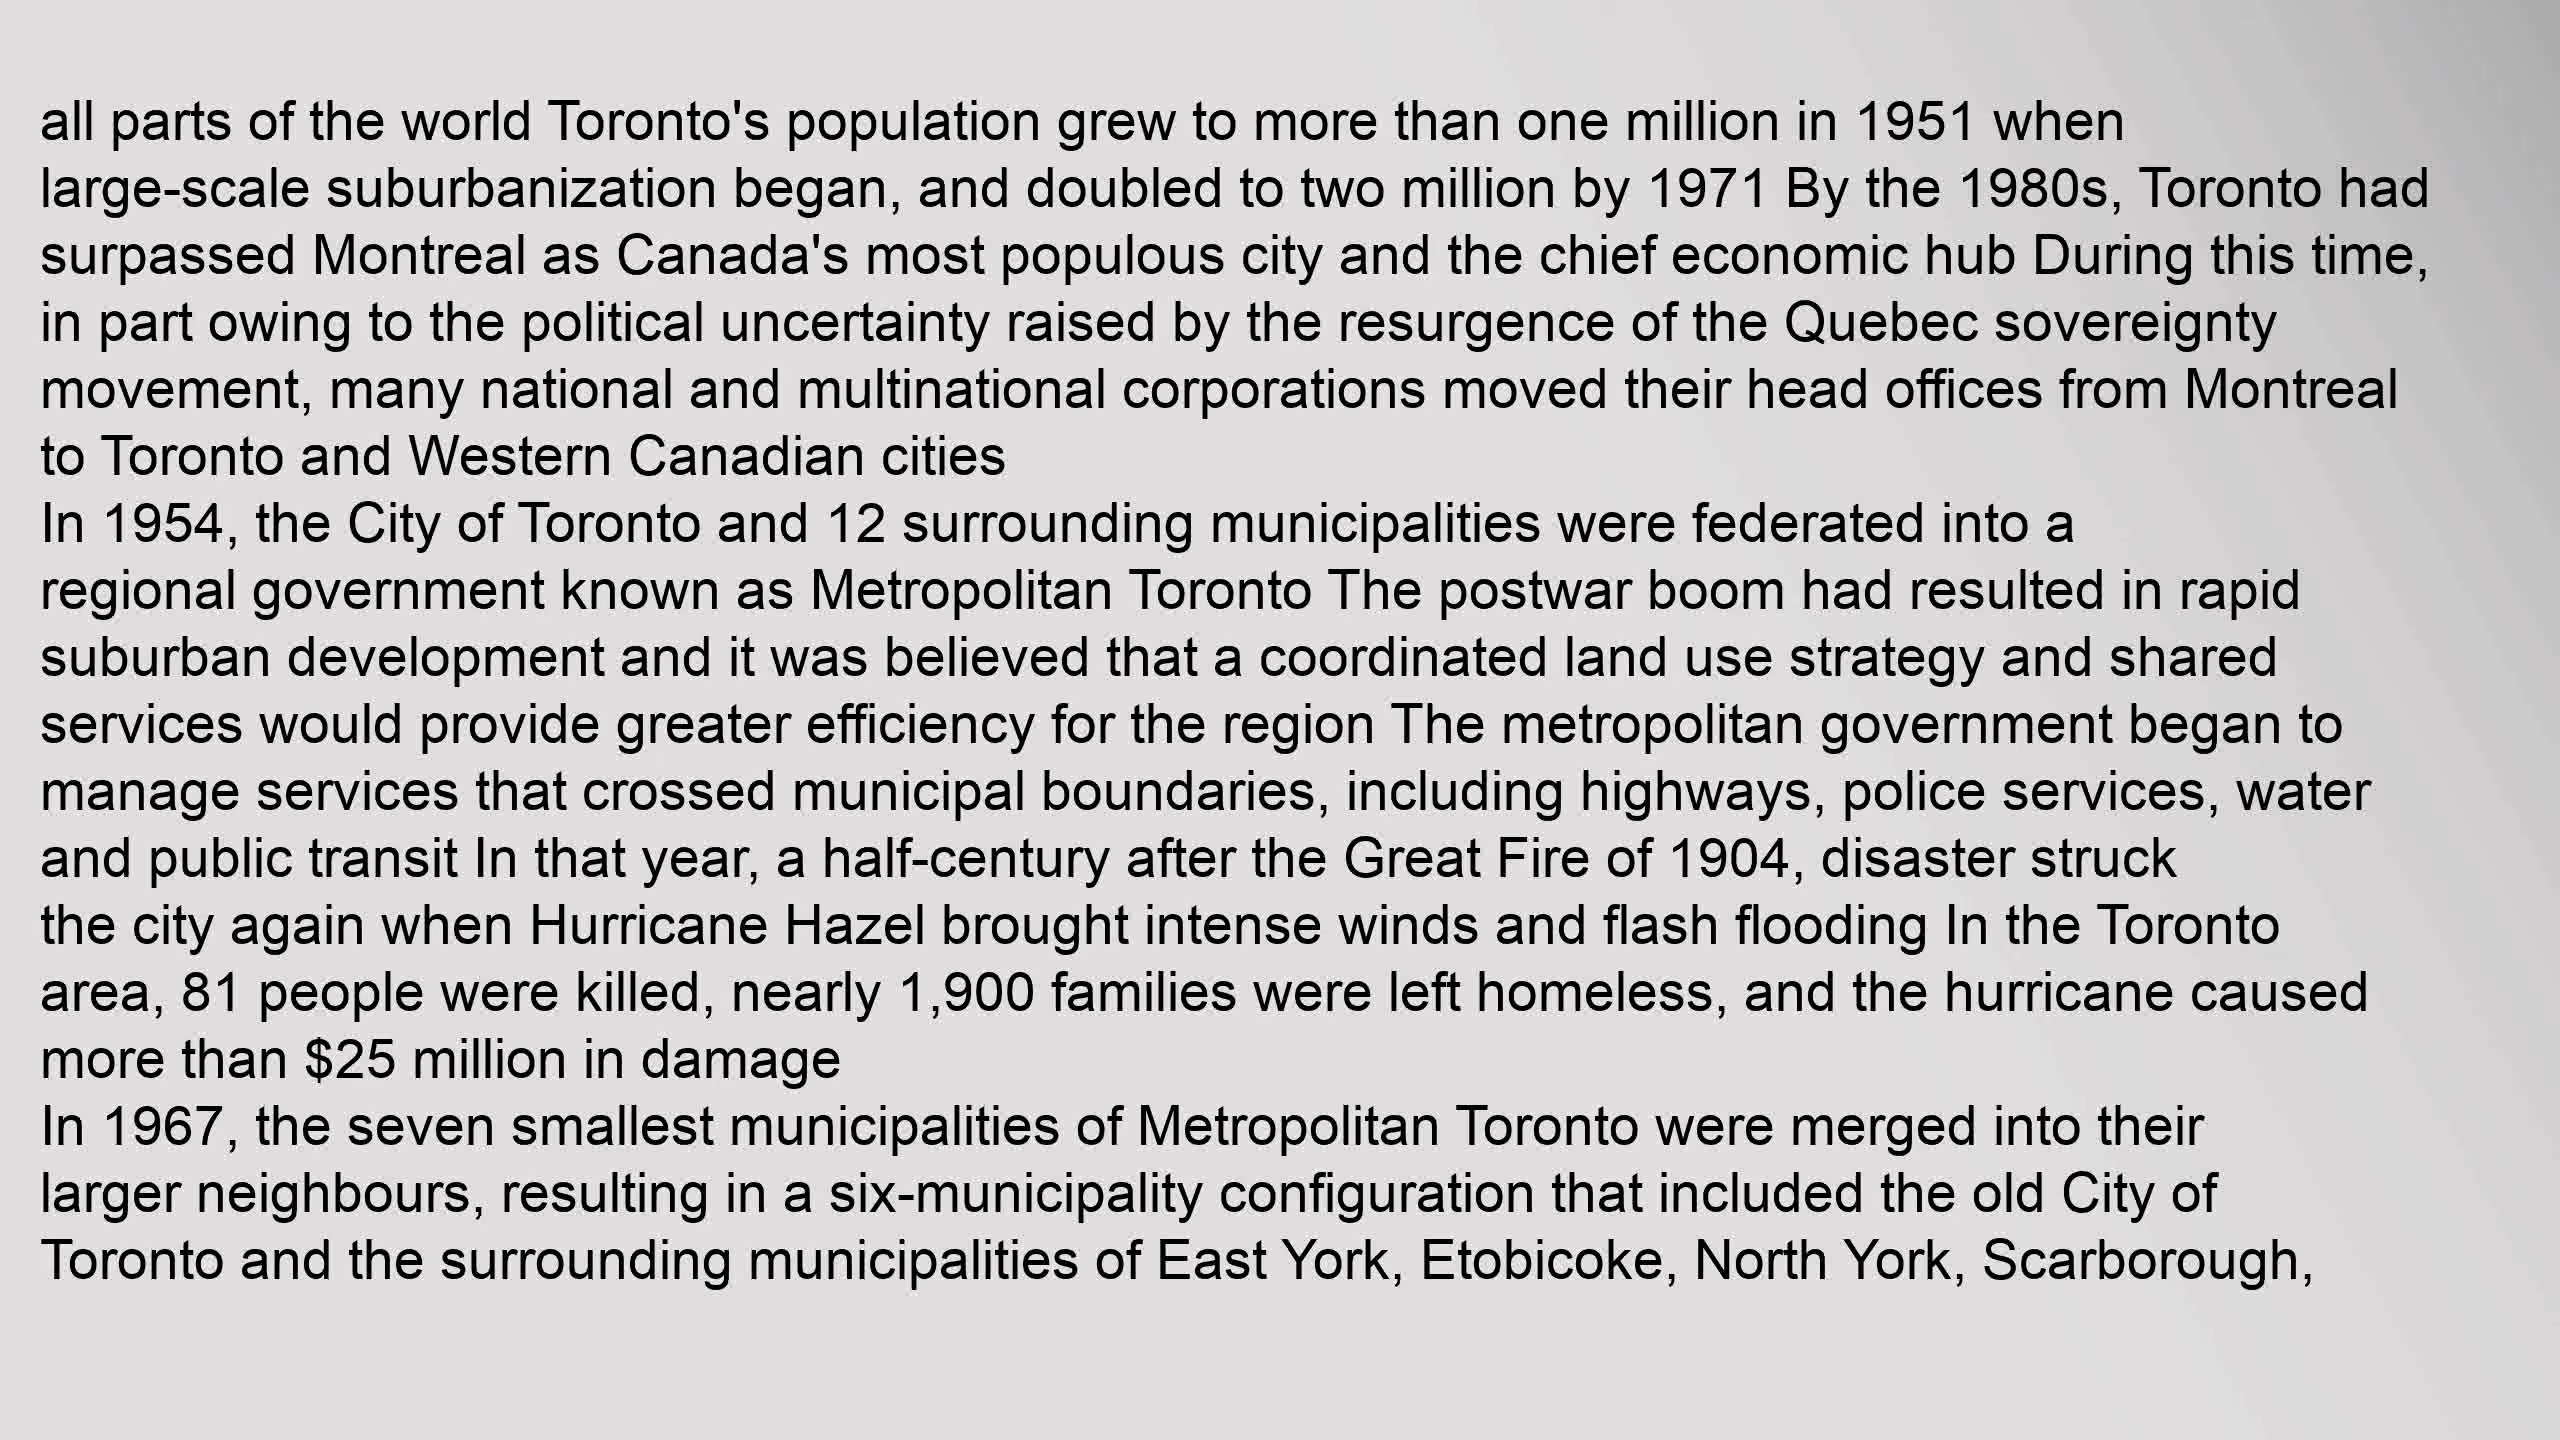 all parts of the world Toronto's population grew to more than one million in 1951 when
large-scale suburbanization began, and doubled to two million by 1971 By the 1980s, Toronto had
surpassed Montreal as Canada's most populous city and the chief economic hub During this time,
in part owing to the political uncertainty raised by the resurgence of the Quebec sovereignty
movement, many national and multinational corporations moved their head offices from Montreal
to Toronto and Western Canadian cities
In 1954, the City of Toronto and 12 surrounding municipalities were federated into a
regional government known as Metropolitan Toronto The postwar boom had resulted in rapid
suburban development and it was believed that a coordinated land use strategy and shared
services would provide greater efficiency for the region The metropolitan government began to
manage services that crossed municipal boundaries, including highways, police services, water
and public transit In that year, a half-century after the Great Fire of 1904, disaster struck
the city again when Hurricane Hazel brought intense winds and flash flooding In the Toronto
area, 81 people were killed, nearly 1,900 families were left homeless, and the hurricane caused
more than $25 million in damage
In 1967, the seven smallest municipalities of Metropolitan Toronto were merged into their
larger neighbours, resulting in a six-municipality configuration that included the old City of
Toronto and the surrounding municipalities of East York, Etobicoke, North York, Scarborough,